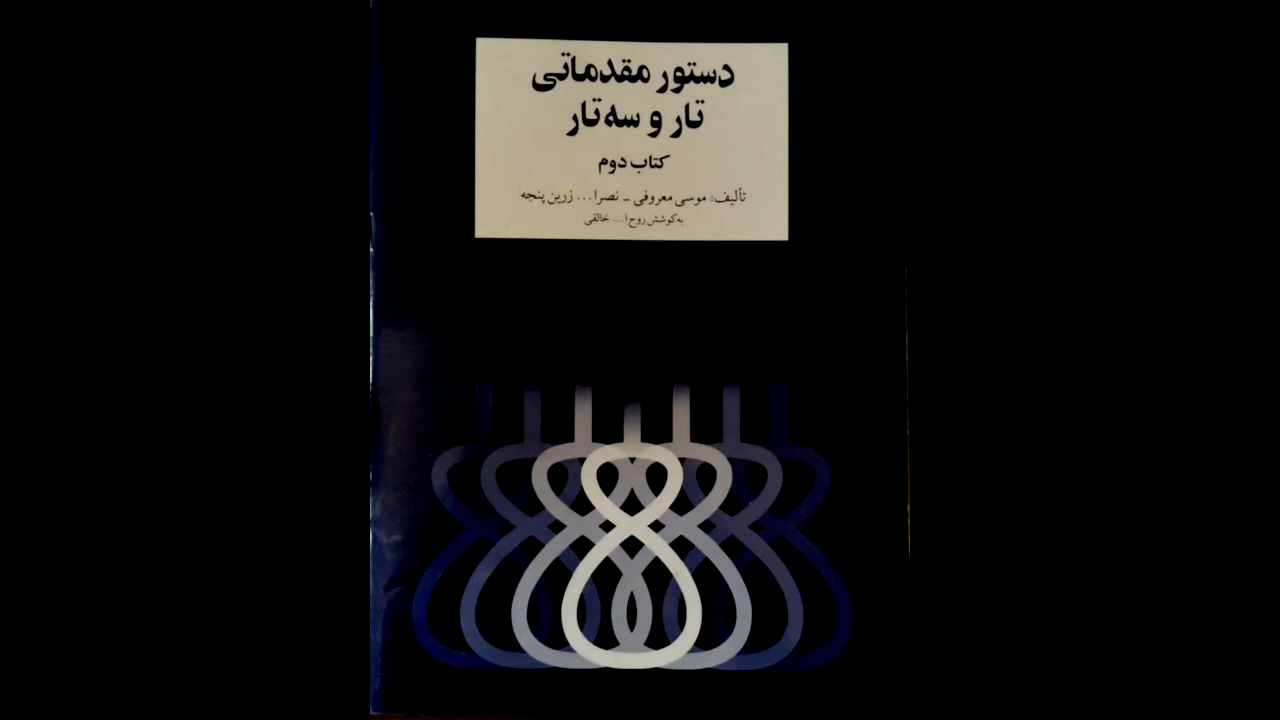 دستور مقدماتی
تار و سه‌تار
کتاب دوم
تألیف: موسی معروفی ـ نصرا... زرین پنجه
به‌کوشش روح ا... خالقی